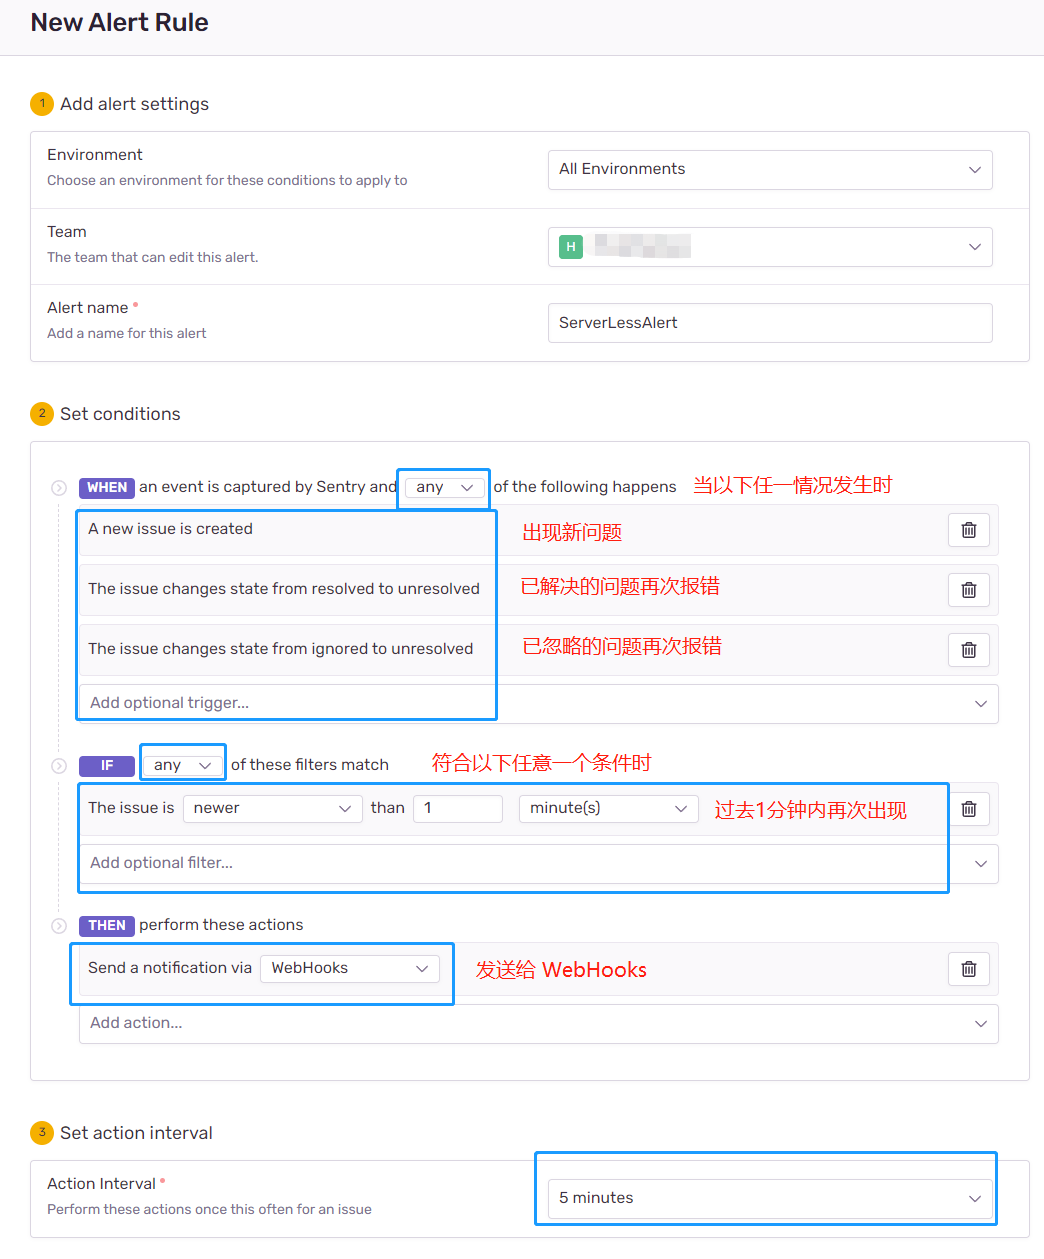 New Alert Rule
1 Add alert settings
Environment
Choose an environment for these conditions to apply to
All Environments
Team
The team that can edit this alert.
H
Alert name *
Add a name for this alert
ServerLessAlert
2 Set conditions
WHEN an event is captured by Sentry and any of the following happens 当以下任一情况发生时
A new issue is created 出现新问题
The issue changes state from resolved to unresolved 已解决的问题再次报错
The issue changes state from ignored to unresolved 已忽略的问题再次报错
Add optional trigger...
IF any of these filters match 符合以下任意一个条件时
The issue is newer than 1 minute(s) 过去1分钟内再次出现
Add optional filter...
THEN perform these actions
Send a notification via WebHooks 发送给 WebHooks
Add action...
3 Set action interval
Action Interval *
Perform these actions once this often for an issue
5 minutes